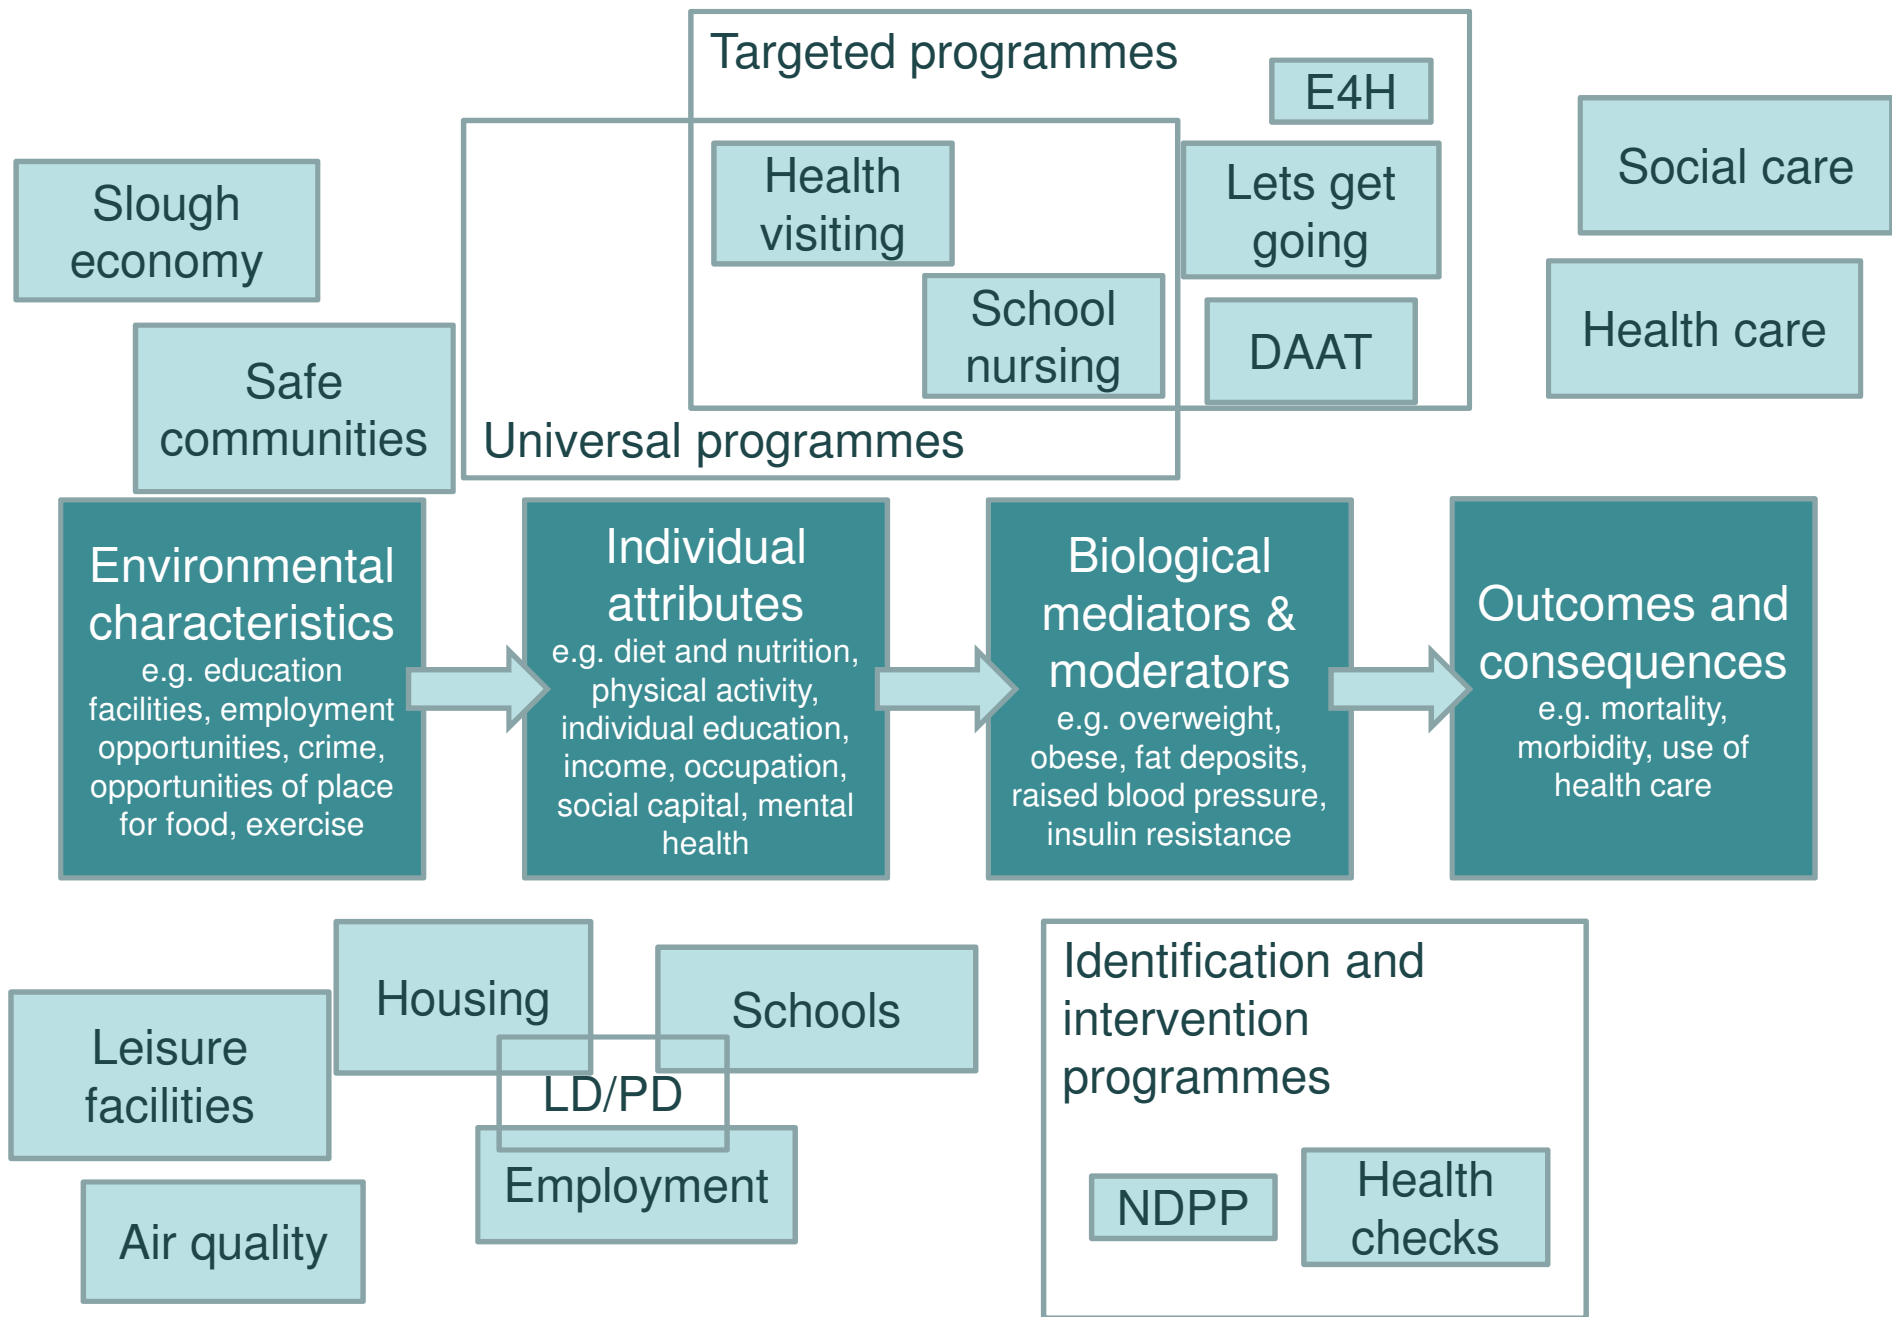 Targeted programmes
E4H
Social care
Slough
economy
Health
visiting
Lets get
going
School
nursing
DAAT
Health care
Safe
communities
Universal programmes
Environmental
characteristics
e.g. education
facilities, employment
opportunities, crime,
opportunities of place
for food, exercise
Individual
attributes
e.g. diet and nutrition,
physical activity,
individual education,
income, occupation,
social capital, mental
health
Biological
mediators &
moderators
e.g. overweight,
obese, fat deposits,
raised blood pressure,
insulin resistance
Outcomes and
consequences
e.g. mortality,
morbidity, use of
health care
Housing
Schools
Leisure
facilities
LD/PD
Employment
Air quality
Identification and
intervention
programmes
NDPP
Health
checks